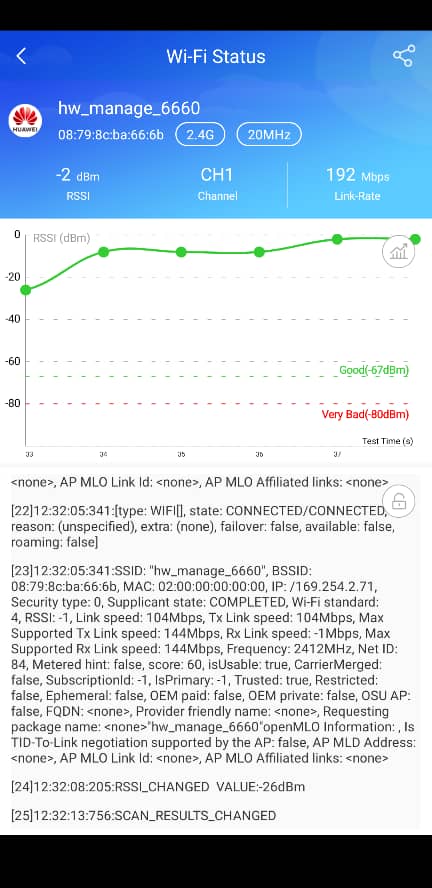 Wi-Fi Status
HUAWEI
hw_manage_6660
08:79:8c:ba:66:6b 2.4G 20MHz
-2 dBm CH1 192 Mbps
RSSI Channel Link-Rate
0 RSSI (dBm)
-20
-40
-60
Good(-67dBm)
-80
Very Bad(-80dBm)
Test Time (s)
33 34 35 36 37
<none>, AP MLO Link Id: <none>, AP MLO Affiliated links: <none>
[22]12:32:05:341:[type: WIFI[], state: CONNECTED/CONNECTED,
reason: (unspecified), extra: (none), failover: false, available: false,
roaming: false]
[23]12:32:05:341:SSID: "hw_manage_6660", BSSID:
08:79:8c:ba:66:6b, MAC: 02:00:00:00:00:00, IP: /169.254.2.71,
Security type: 0, Supplicant state: COMPLETED, Wi-Fi standard:
4, RSSI: -1, Link speed: 104Mbps, Tx Link speed: 104Mbps, Max
Supported Tx Link speed: 144Mbps, Rx Link speed: -1Mbps, Max
Supported Rx Link speed: 144Mbps, Frequency: 2412MHz, Net ID:
84, Metered hint: false, score: 60, isUsable: true, CarrierMerged:
false, SubscriptionId: -1, IsPrimary: -1, Trusted: true, Restricted:
false, Ephemeral: false, OEM paid: false, OEM private: false, OSU AP:
false, FQDN: <none>, Provider friendly name: <none>, Requesting
package name: <none>"hw_manage_6660"openMLO Information: , Is
TID-To-Link negotiation supported by the AP: false, AP MLD Address:
<none>, AP MLO Link Id: <none>, AP MLO Affiliated links: <none>
[24]12:32:08:205:RSSI_CHANGED VALUE:-26dBm
[25]12:32:13:756:SCAN_RESULTS_CHANGED